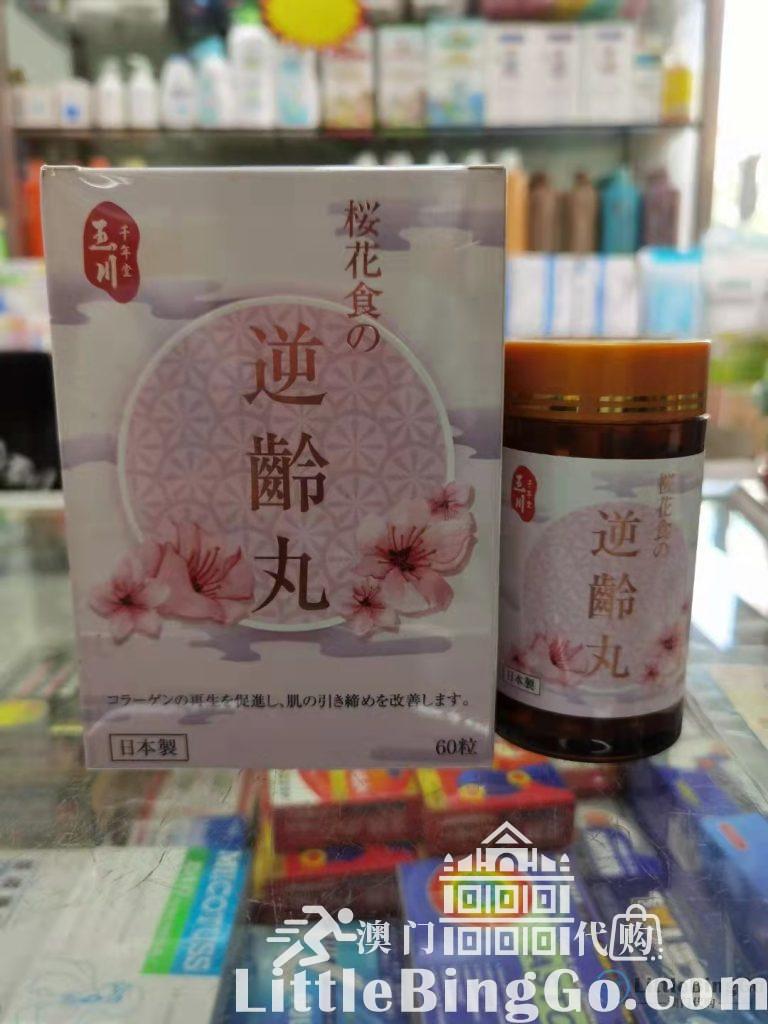 千年堂
玉川
桜花食の
逆齢丸
コラーゲンの再生を促進し、肌の引き締めを改善します。
日本製
60粒
千年堂
玉川
桜花食の
逆齢丸
日本製
澳门代购
LittleBingGo.com